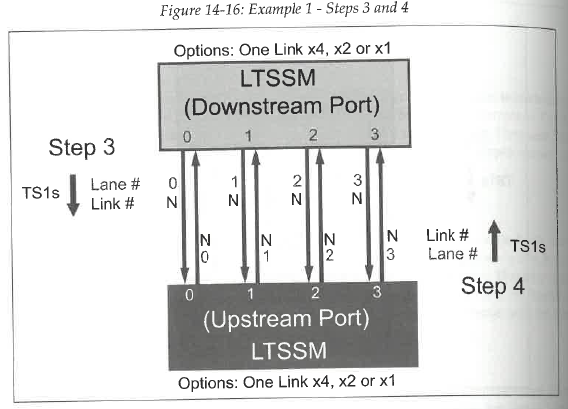 Figure 14-16: Example 1 - Steps 3 and 4
Options: One Link x4, x2 or x1
LTSSM
(Downstream Port)
0 1 2 3
Step 3
TS1s
Lane # 0 1 2 3
Link # N N N N
N N N N Link #
0 1 2 3 Lane #
TS1s
Step 4
0 1 2 3
(Upstream Port)
LTSSM
Options: One Link x4, x2 or x1